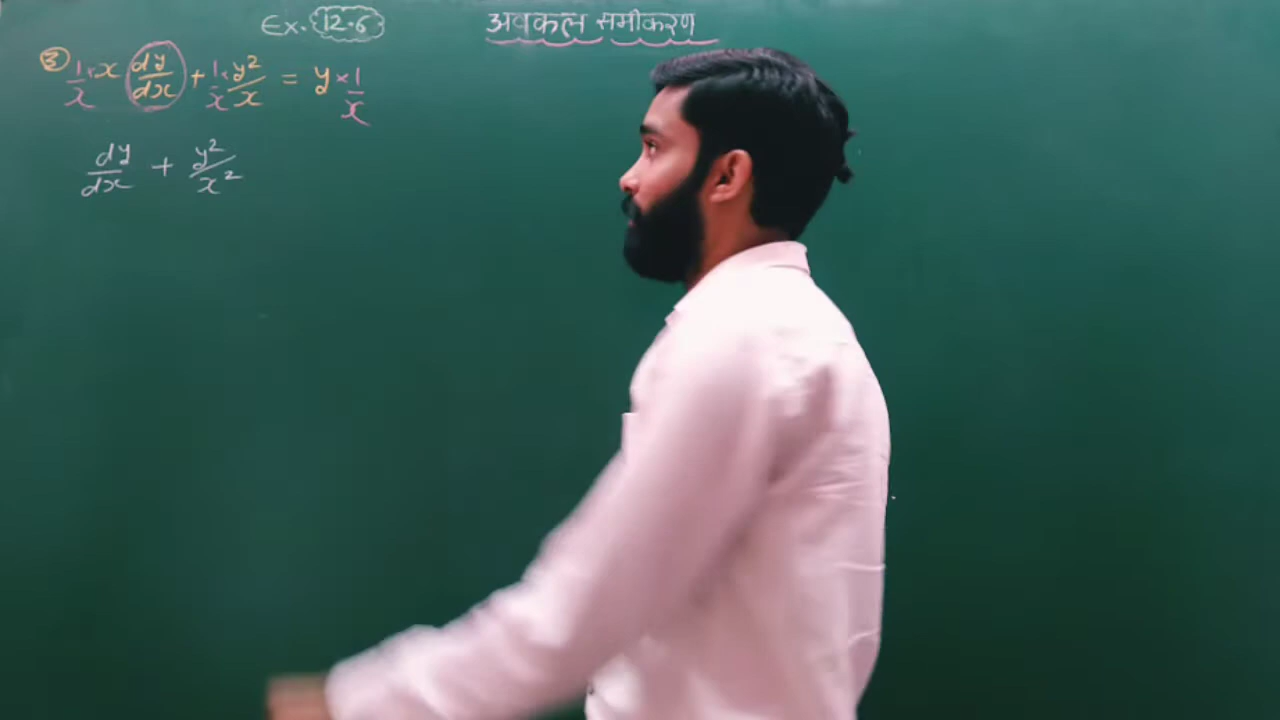 Ex. 12.6 अवकल समीकरण
③ 1/x × x dy/dx + 1/x × y²/x = y × 1/x
dy/dx + y²/x²